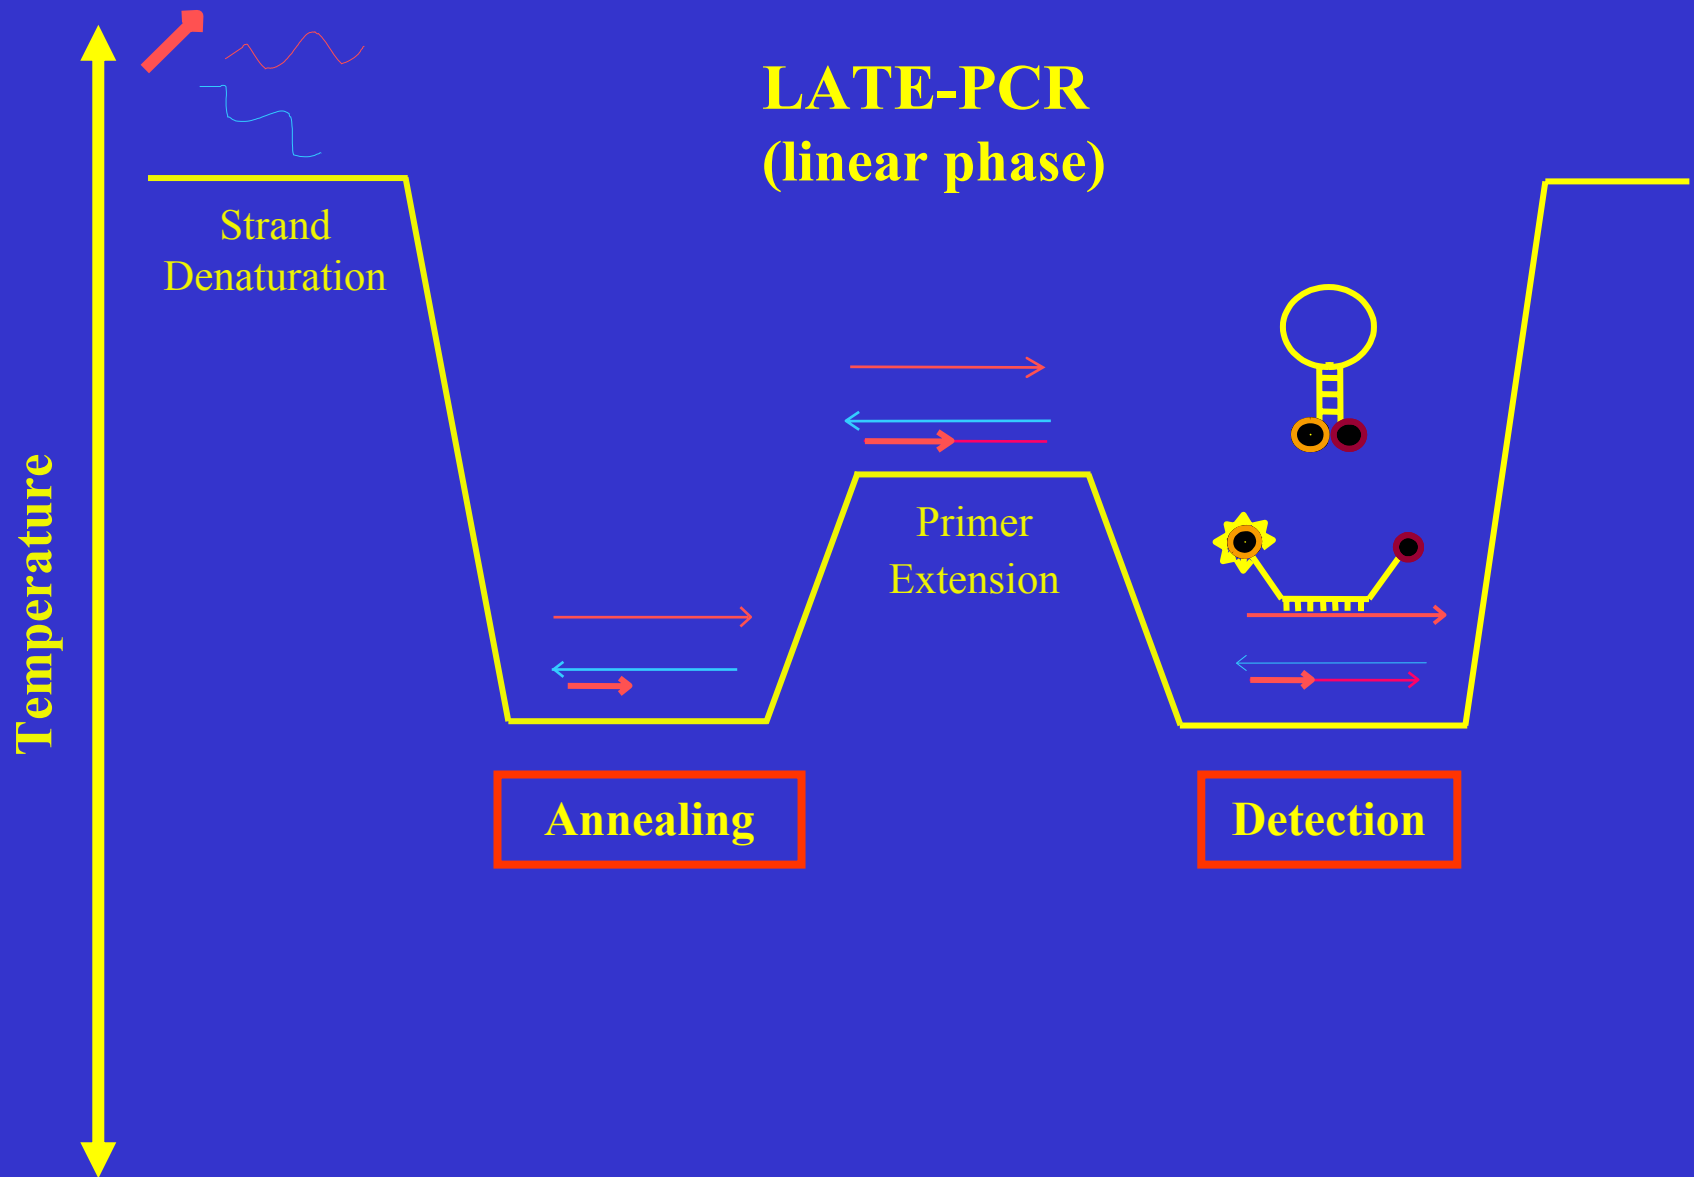 LATE-PCR
(linear phase)
Strand
Denaturation
Primer
Extension
Temperature
Annealing
Detection